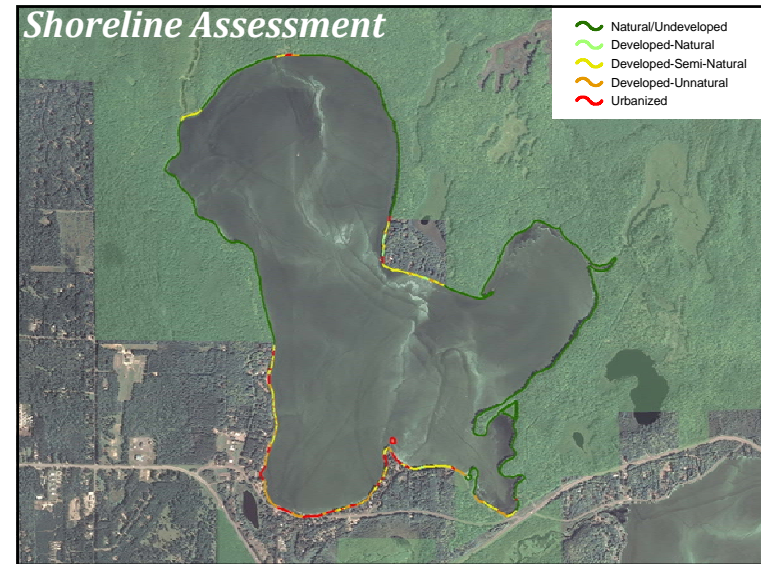 Shoreline Assessment
Natural/Undeveloped
Developed-Natural
Developed-Semi-Natural
Developed-Unnatural
Urbanized